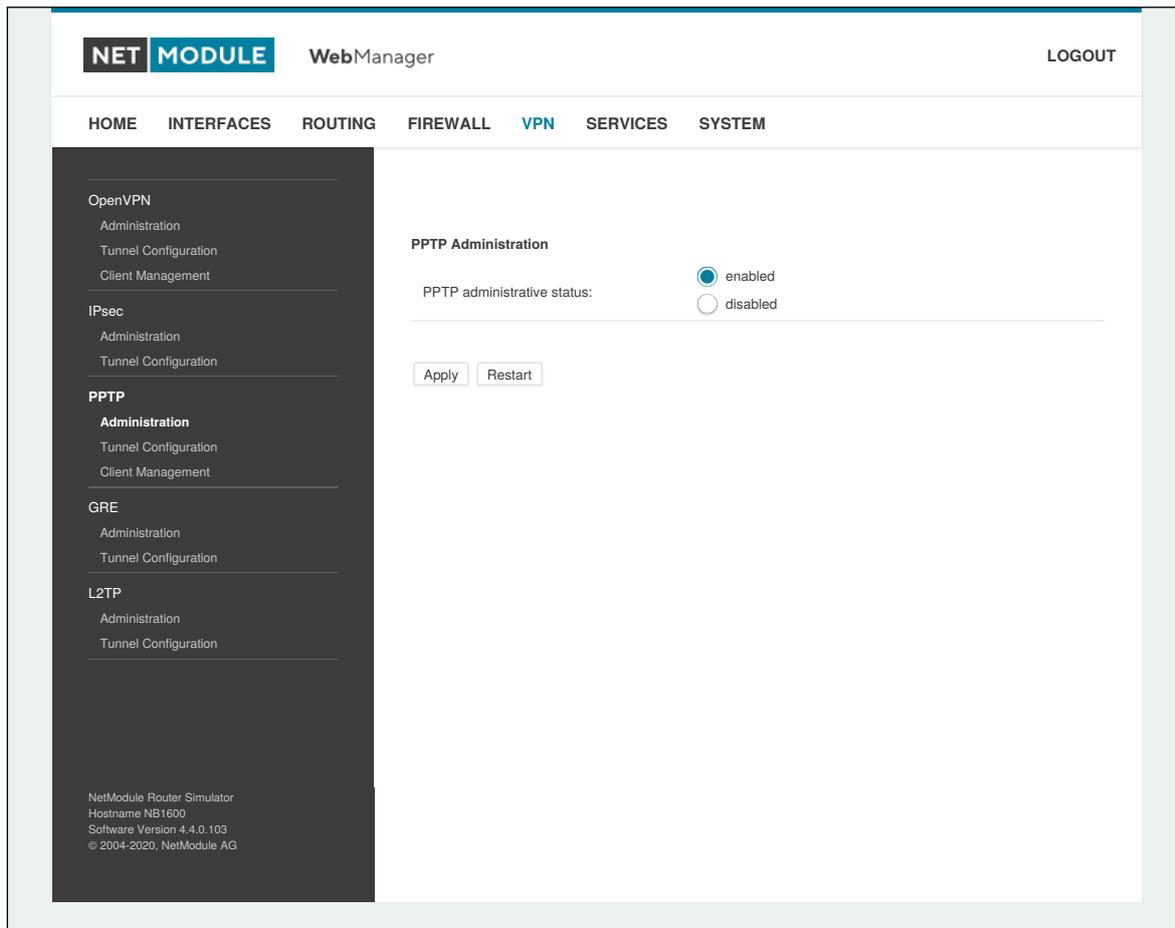 NET MODULE WebManager LOGOUT
HOME INTERFACES ROUTING FIREWALL VPN SERVICES SYSTEM
OpenVPN
Administration
Tunnel Configuration
Client Management
IPsec
Administration
Tunnel Configuration
PPTP
Administration
Tunnel Configuration
Client Management
GRE
Administration
Tunnel Configuration
L2TP
Administration
Tunnel Configuration
NetModule Router Simulator
Hostname NB1600
Software Version 4.4.0.103
© 2004-2020, NetModule AG
PPTP Administration
PPTP administrative status:
enabled
disabled
Apply Restart